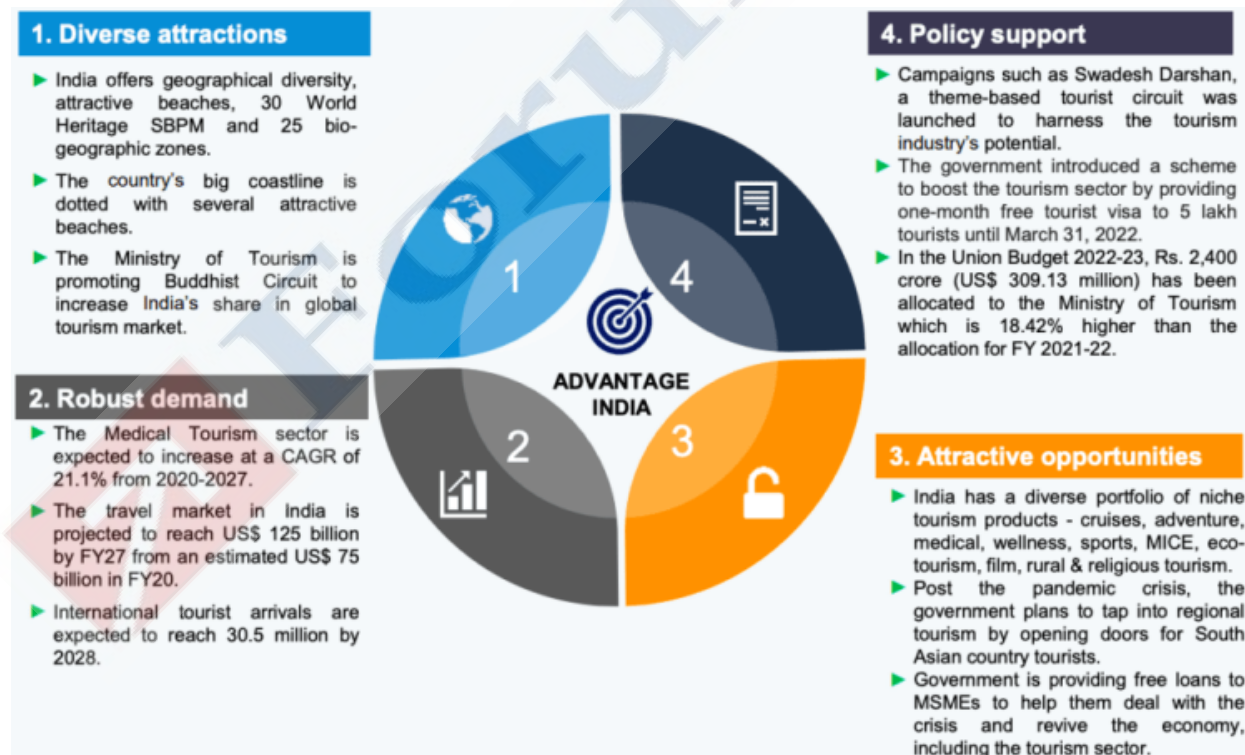 1. Diverse attractions
India offers geographical diversity,
attractive beaches, 30 World
Heritage SBPM and 25 bio-
geographic zones.
The country's big coastline is
dotted with several attractive
beaches.
The Ministry of Tourism is
promoting Buddhist Circuit to
increase India's share in global
tourism market.
2. Robust demand
The Medical Tourism sector is
expected to increase at a CAGR of
21.1% from 2020-2027.
The travel market in India is
projected to reach US$ 125 billion
by FY27 from an estimated US$ 75
billion in FY20.
International tourist arrivals are
expected to reach 30.5 million by
2028.
1
4
ADVANTAGE
INDIA
2
3
4. Policy support
Campaigns such as Swadesh Darshan,
a theme-based tourist circuit was
launched to harness the tourism
industry's potential.
The government introduced a scheme
to boost the tourism sector by providing
one-month free tourist visa to 5 lakh
tourists until March 31, 2022.
In the Union Budget 2022-23, Rs. 2,400
crore (US$ 309.13 million) has been
allocated to the Ministry of Tourism
which is 18.42% higher than the
allocation for FY 2021-22.
3. Attractive opportunities
India has a diverse portfolio of niche
tourism products - cruises, adventure,
medical, wellness, sports, MICE, eco-
tourism, film, rural & religious tourism.
Post the pandemic crisis, the
government plans to tap into regional
tourism by opening doors for South
Asian country tourists.
Government is providing free loans to
MSMEs to help them deal with the
crisis and revive the economy,
including the tourism sector.